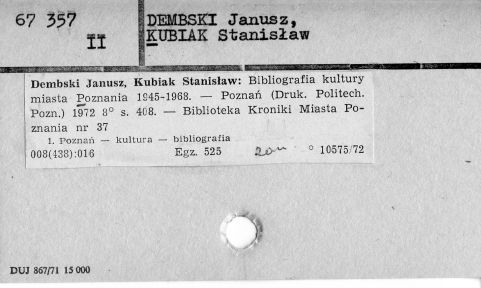 67 357
II
DEMBSKI Janusz,
KUBIAK Stanisław
Dembski Janusz, Kubiak Stanisław: Bibliografia kultury
miasta Poznania 1945-1968. — Poznań (Druk. Politech.
Pozn.) 1972 8° s. 408. — Biblioteka Kroniki Miasta Po-
znania nr 37
1. Poznań — kultura — bibliografia
008(438):016 Egz. 525 ° 10575/72
DUJ 867/71 15 000